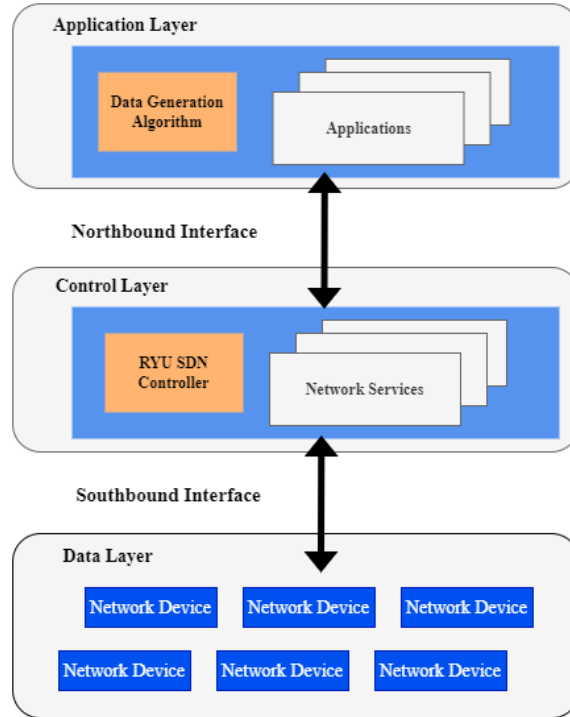 Application Layer
Data Generation
Algorithm
Applications
Northbound Interface
Control Layer
RYU SDN
Controller
Network Services
Southbound Interface
Data Layer
Network Device Network Device Network Device
Network Device Network Device Network Device